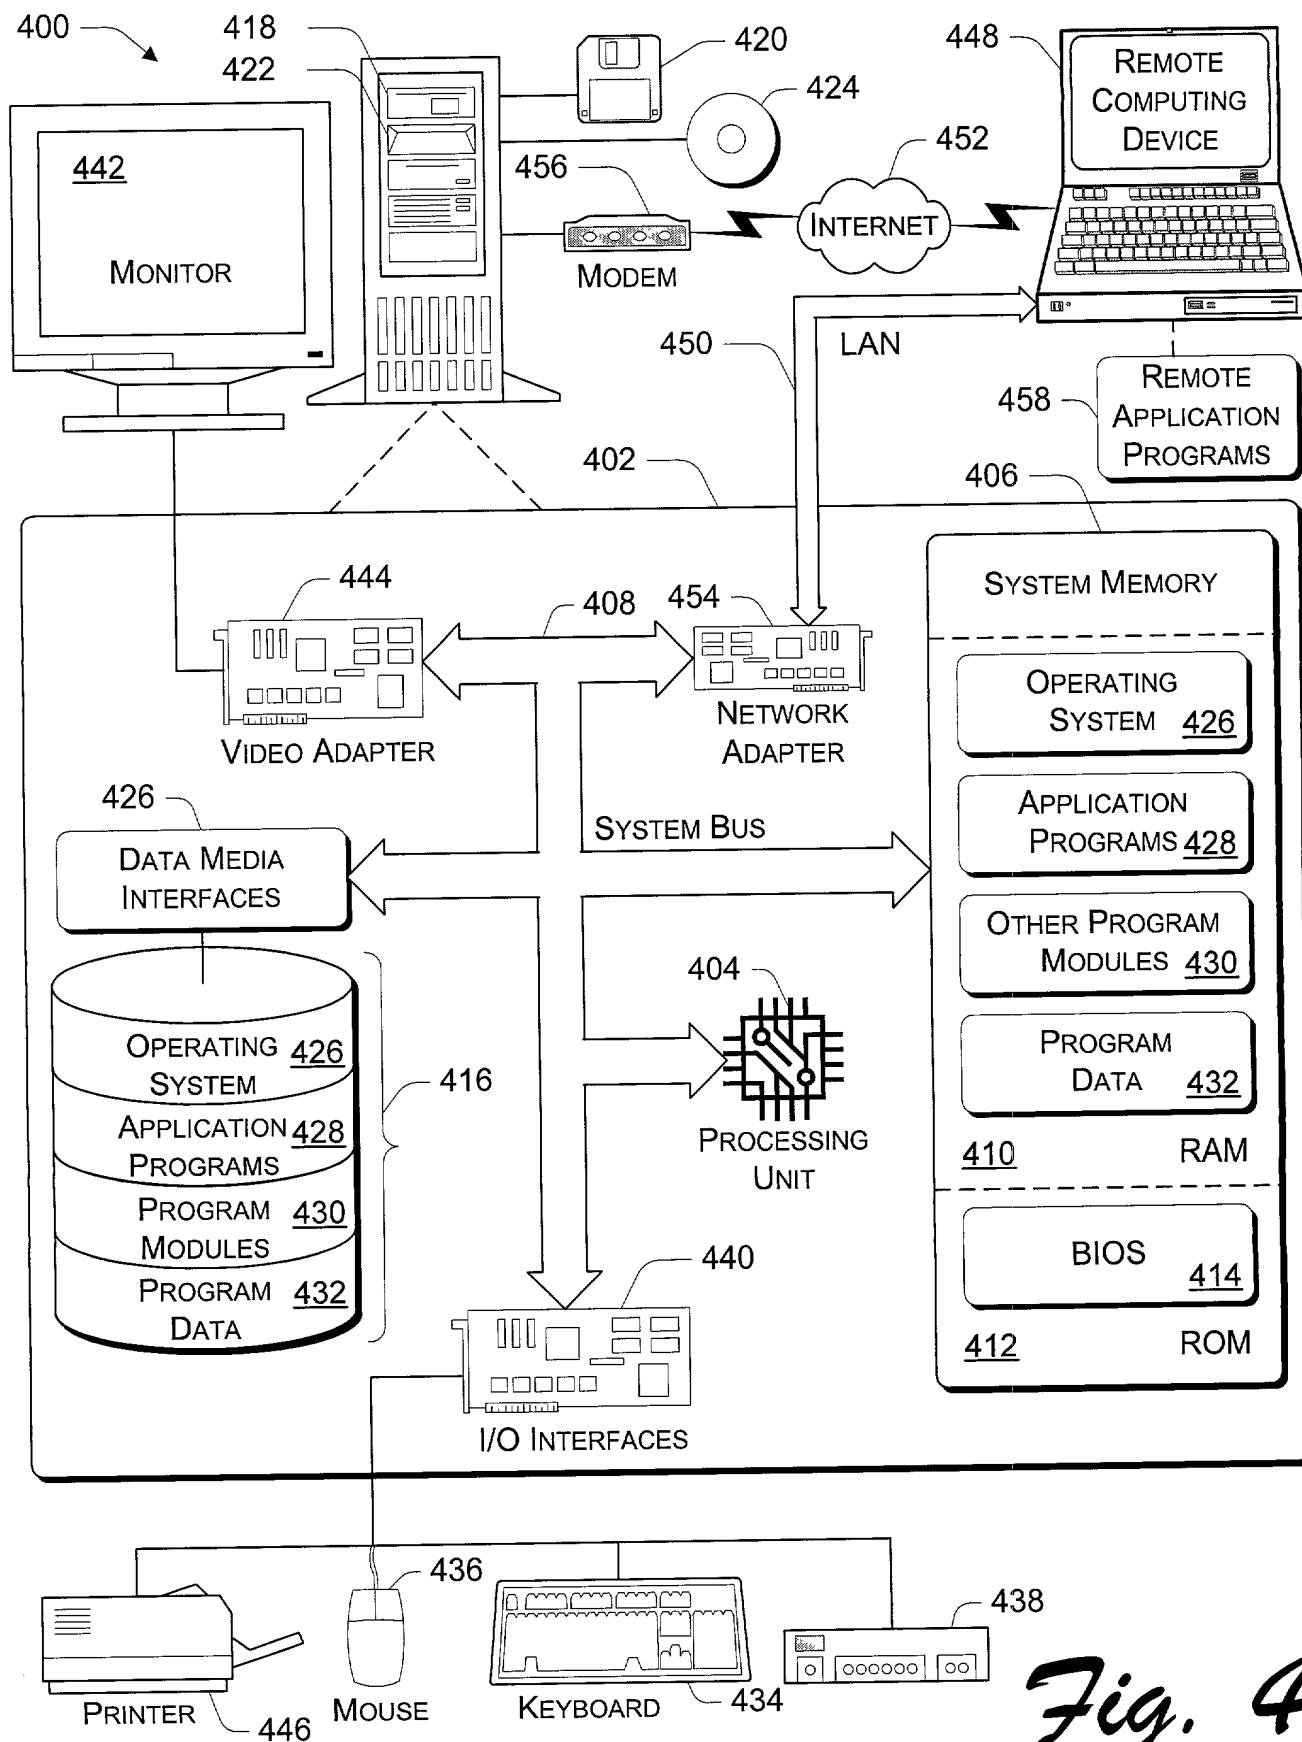 400
418
422
420
424
448
REMOTE
COMPUTING
DEVICE
442
MONITOR
456
MODEM
452
INTERNET
450
LAN
458
REMOTE
APPLICATION
PROGRAMS
402
406
444
VIDEO ADAPTER
408
454
NETWORK
ADAPTER
SYSTEM MEMORY
OPERATING
SYSTEM 426
APPLICATION
PROGRAMS 428
OTHER PROGRAM
MODULES 430
PROGRAM
DATA 432
410 RAM
BIOS
414
412 ROM
426
DATA MEDIA
INTERFACES
SYSTEM BUS
404
PROCESSING
UNIT
OPERATING 426
SYSTEM
APPLICATION 428
PROGRAMS
PROGRAM 430
MODULES
PROGRAM 432
DATA
416
440
I/O INTERFACES
PRINTER
446
436
MOUSE
KEYBOARD
434
438
Fig. 4